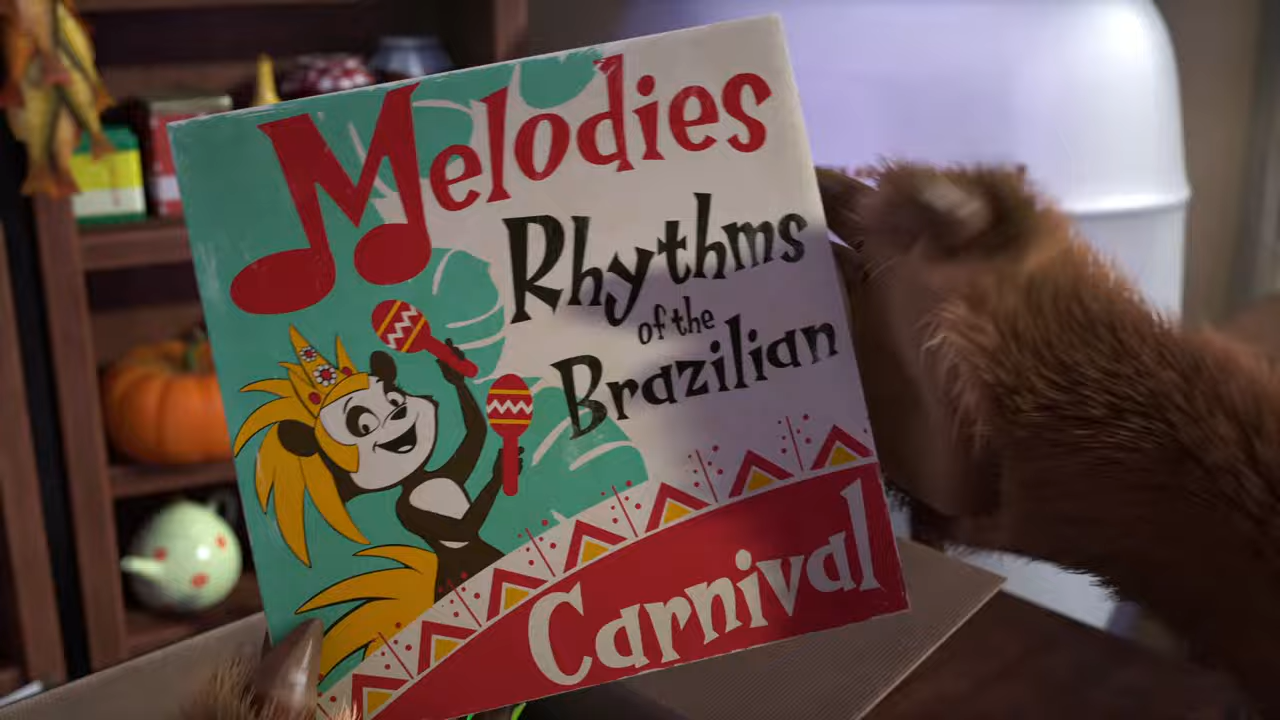 Melodies
Rhythms
of the
Brazilian
Carnival